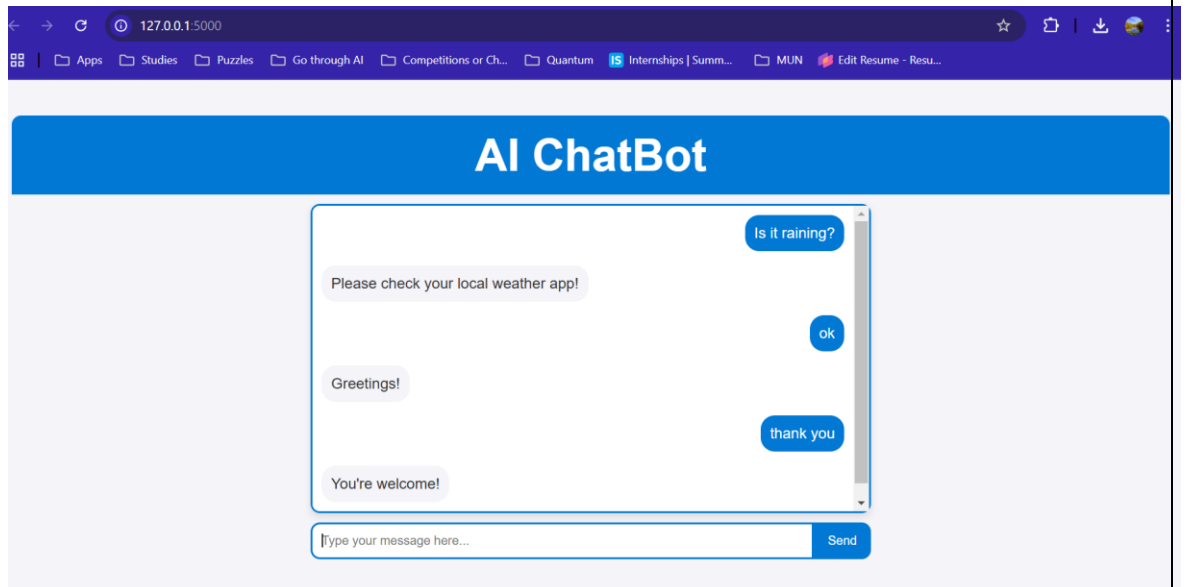 127.0.0.1:5000
Apps Studies Puzzles Go through AI Competitions or Ch... Quantum IS Internships | Summ... MUN Edit Resume - Resu...
AI ChatBot
Is it raining?
Please check your local weather app!
ok
Greetings!
thank you
You're welcome!
Type your message here... Send